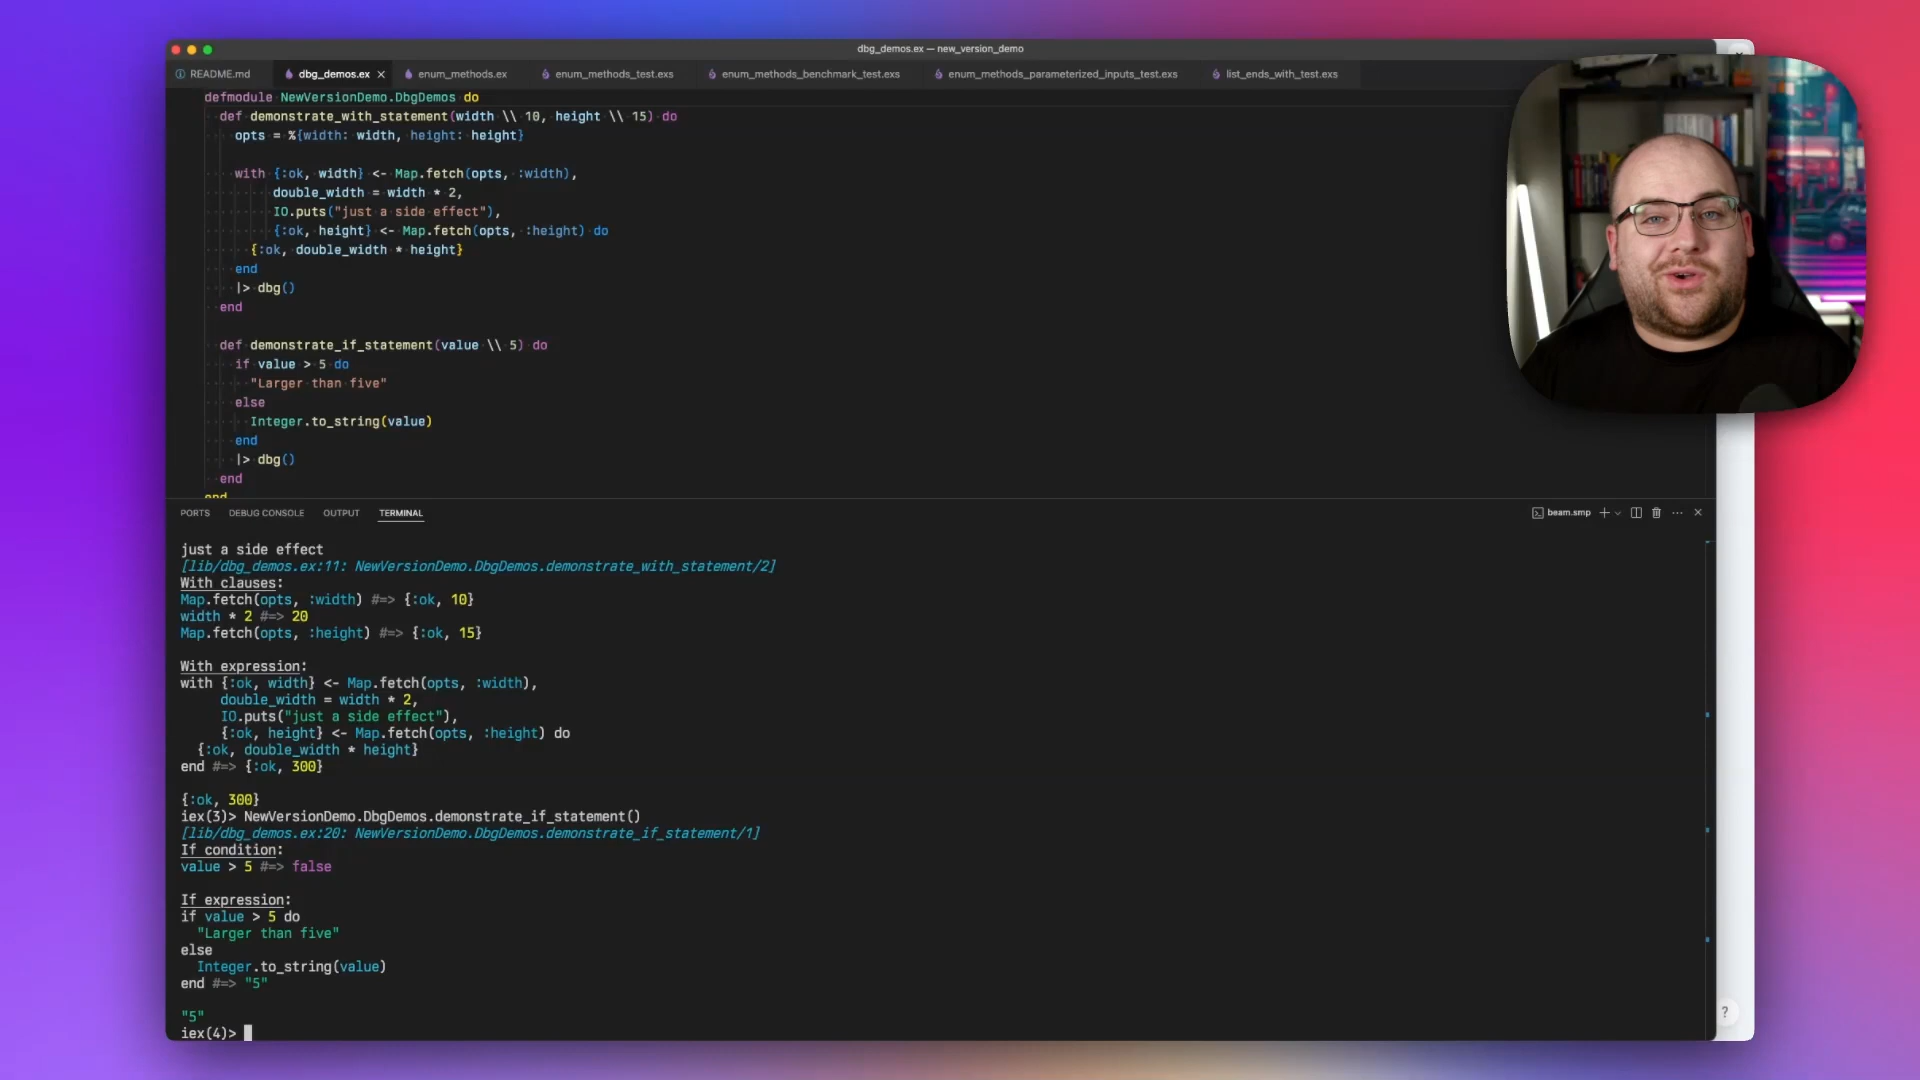 dbg_demos.ex — new_version_demo
README.md dbg_demos.ex enum_methods.ex enum_methods_test.exs enum_methods_benchmark_test.exs enum_methods_parameterized_inputs_test.exs list_ends_with_test.exs
defmodule NewVersionDemo.DbgDemos do
def demonstrate_with_statement(width \\ 10, height \\ 15) do
opts = %{width: width, height: height}
with {:ok, width} <- Map.fetch(opts, :width),
double_width = width * 2,
IO.puts("just a side effect"),
{:ok, height} <- Map.fetch(opts, :height) do
{:ok, double_width * height}
end
|> dbg()
end
def demonstrate_if_statement(value \\ 5) do
if value > 5 do
"Larger than five"
else
Integer.to_string(value)
end
|> dbg()
end
end
PORTS DEBUG CONSOLE OUTPUT TERMINAL
beam.smp
just a side effect
[lib/dbg_demos.ex:11: NewVersionDemo.DbgDemos.demonstrate_with_statement/2]
With clauses:
Map.fetch(opts, :width) #=> {:ok, 10}
width * 2 #=> 20
Map.fetch(opts, :height) #=> {:ok, 15}
With expression:
with {:ok, width} <- Map.fetch(opts, :width),
double_width = width * 2,
IO.puts("just a side effect"),
{:ok, height} <- Map.fetch(opts, :height) do
{:ok, double_width * height}
end #=> {:ok, 300}
{:ok, 300}
iex(3)> NewVersionDemo.DbgDemos.demonstrate_if_statement()
[lib/dbg_demos.ex:20: NewVersionDemo.DbgDemos.demonstrate_if_statement/1]
If condition:
value > 5 #=> false
If expression:
if value > 5 do
"Larger than five"
else
Integer.to_string(value)
end #=> "5"
"5"
iex(4)>
?